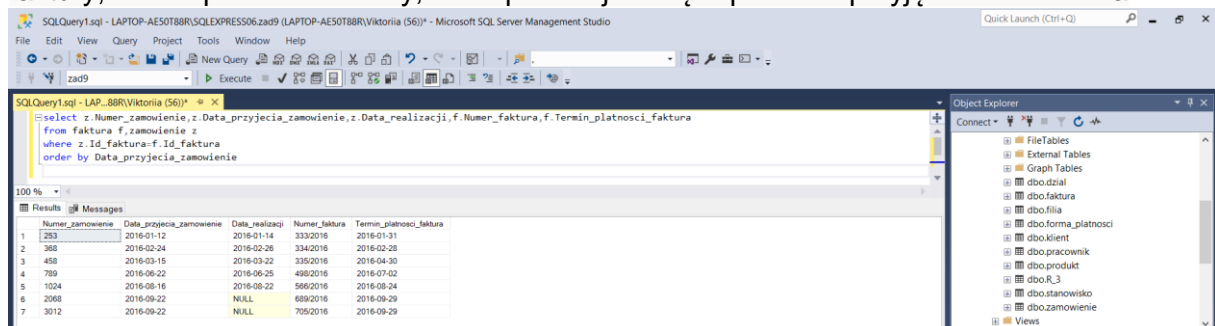 SQLQuery1.sql - LAPTOP-AE50T88R\SQLEXPRESS06.zad9 (LAPTOP-AE50T88R\Viktoriia (56))* - Microsoft SQL Server Management Studio
Quick Launch (Ctrl+Q)
File Edit View Query Project Tools Window Help
New Query
zad9 Execute
SQLQuery1.sql - LAP...88R\Viktoriia (56))*
select z.Numer_zamowienie,z.Data_przyjecia_zamowienie,z.Data_realizacji,f.Numer_faktura,f.Termin_platnosci_faktura
from faktura f,zamowienie z
where z.Id_faktura=f.Id_faktura
order by Data_przyjecia_zamowienie
100 %
Results Messages
Numer_zamowienie Data_przyjecia_zamowienie Data_realizacji Numer_faktura Termin_platnosci_faktura
1 253 2016-01-12 2016-01-14 333/2016 2016-01-31
2 368 2016-02-24 2016-02-26 334/2016 2016-02-28
3 458 2016-03-15 2016-03-22 335/2016 2016-04-30
4 789 2016-06-22 2016-06-25 498/2016 2016-07-02
5 1024 2016-08-16 2016-08-22 566/2016 2016-08-24
6 2068 2016-09-22 NULL 689/2016 2016-09-29
7 3012 2016-09-22 NULL 705/2016 2016-09-29
Object Explorer
Connect
FileTables
External Tables
Graph Tables
dbo.dzial
dbo.faktura
dbo.filia
dbo.forma_platnosci
dbo.klient
dbo.pracownik
dbo.produkt
dbo.R_3
dbo.stanowisko
dbo.zamowienie
Views